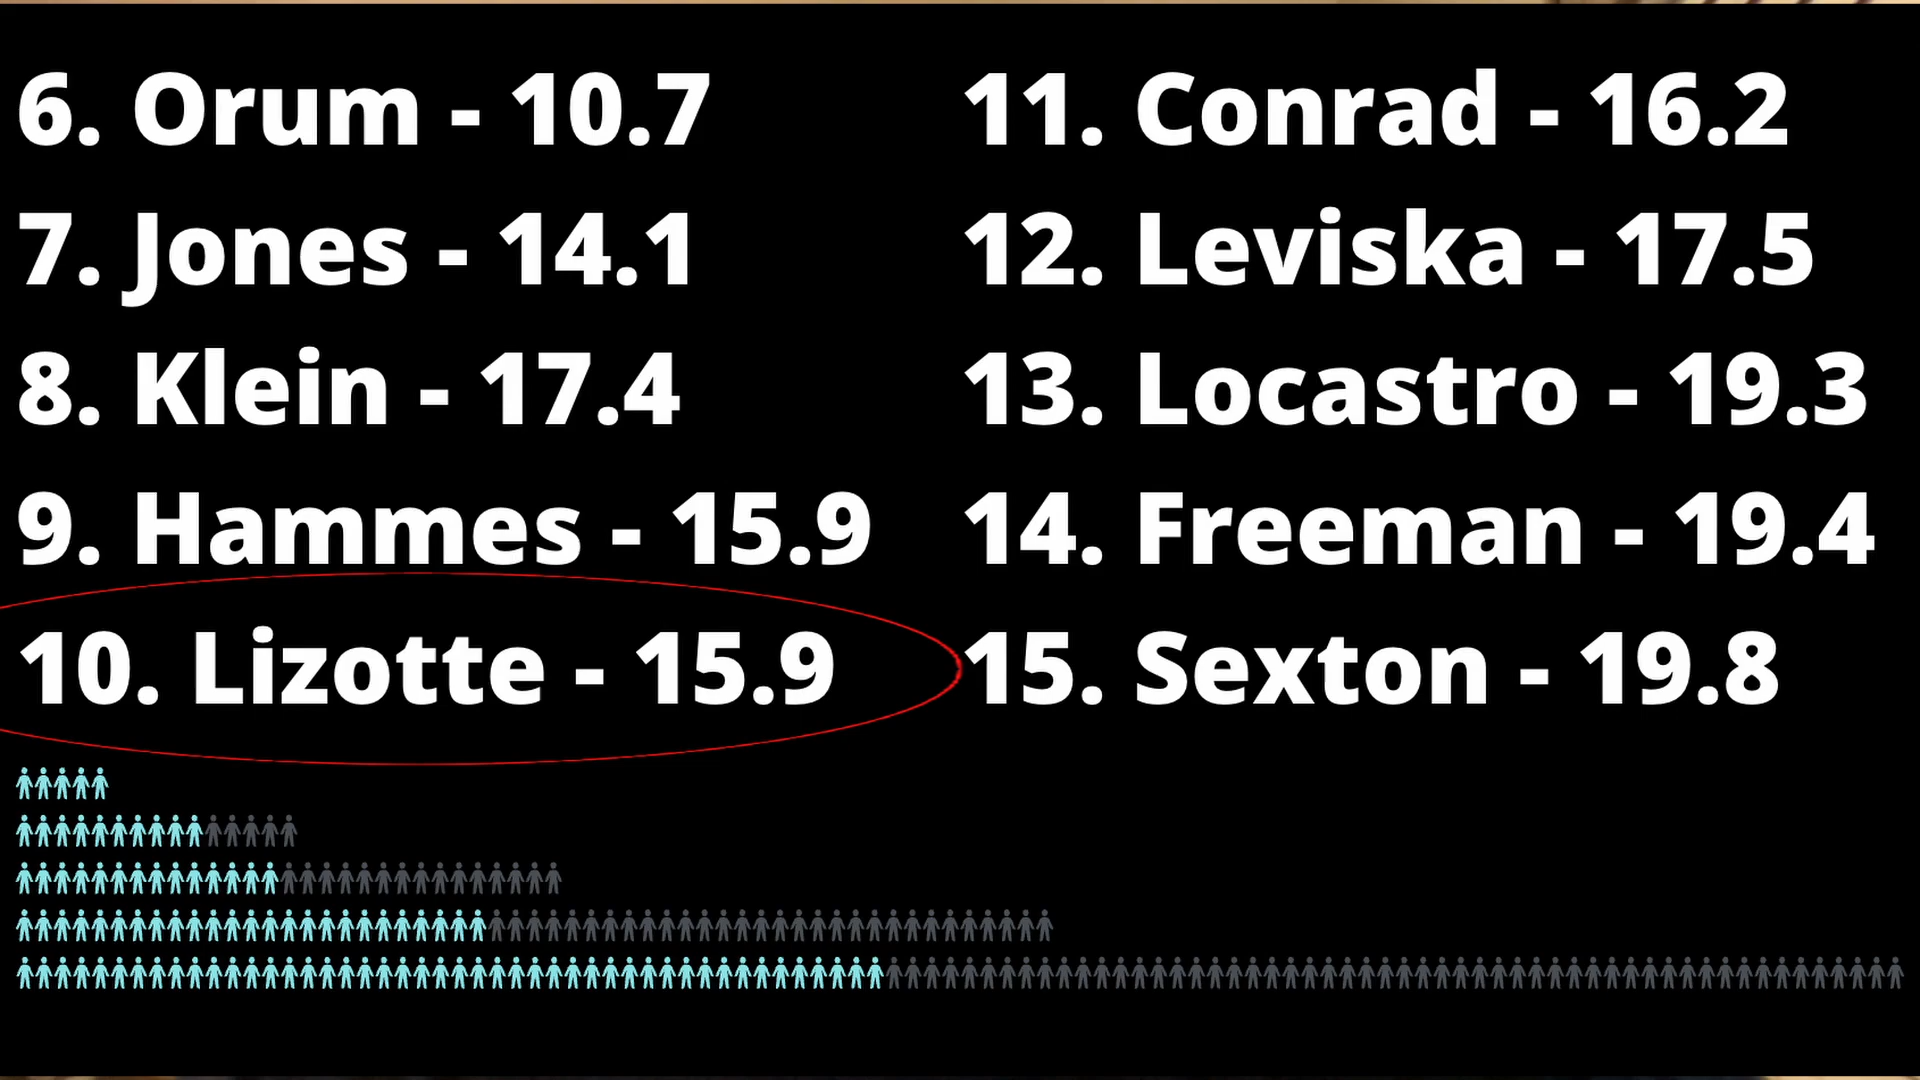 6. Orum - 10.7
7. Jones - 14.1
8. Klein - 17.4
9. Hammes - 15.9
10. Lizotte - 15.9
11. Conrad - 16.2
12. Leviska - 17.5
13. Locastro - 19.3
14. Freeman - 19.4
15. Sexton - 19.8